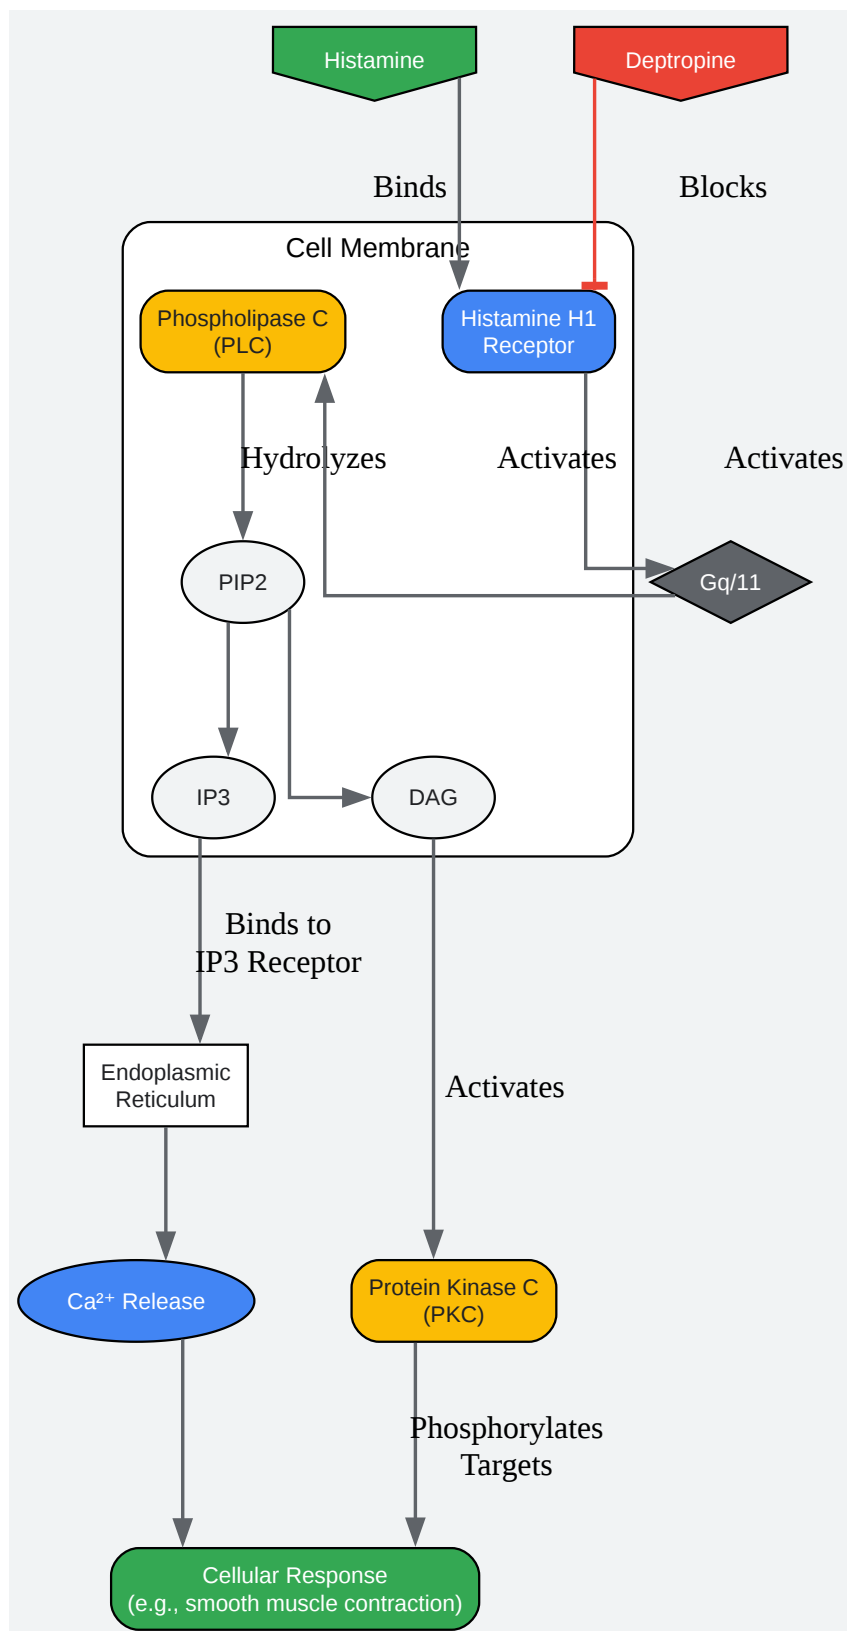 Histamine
Deptropine
Binds
Blocks
Cell Membrane
Phospholipase C
(PLC)
Histamine H1
Receptor
Hydrolyzes
Activates
Activates
PIP2
Gq/11
IP3
DAG
Binds to
IP3 Receptor
Endoplasmic
Reticulum
Activates
Ca²⁺ Release
Protein Kinase C
(PKC)
Phosphorylates
Targets
Cellular Response
(e.g., smooth muscle contraction)